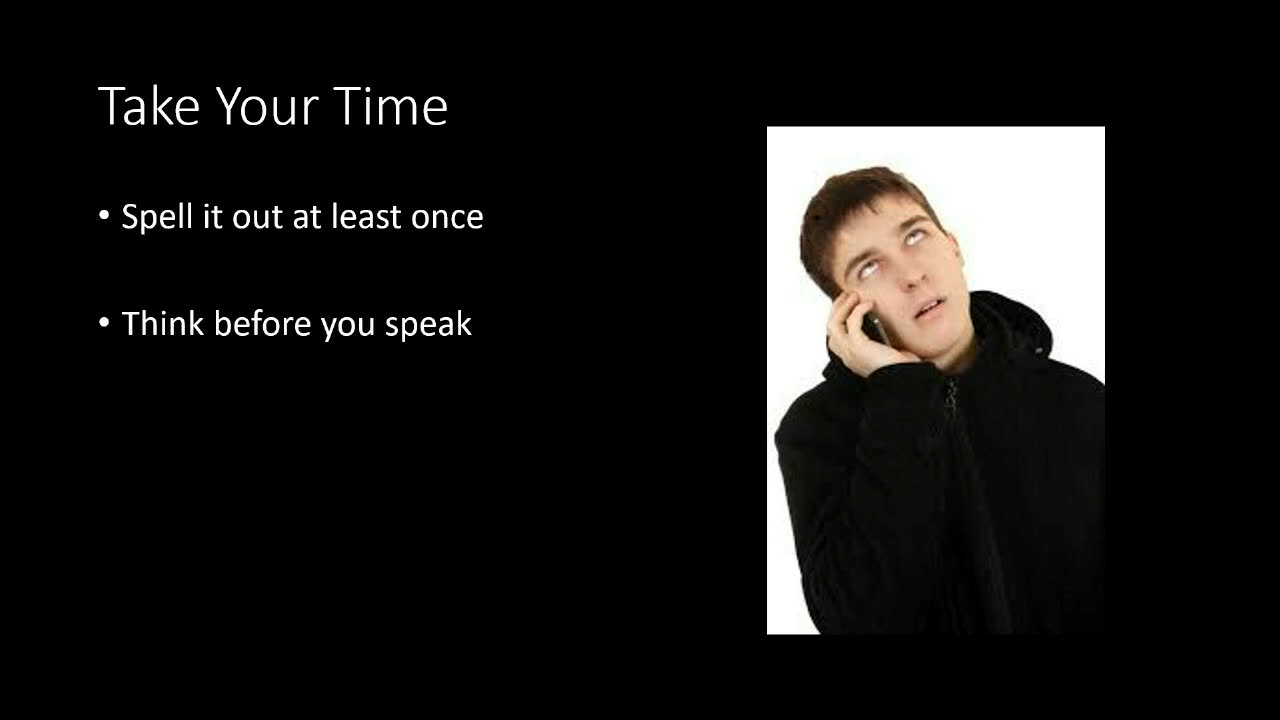 Take Your Time
• Spell it out at least once
• Think before you speak